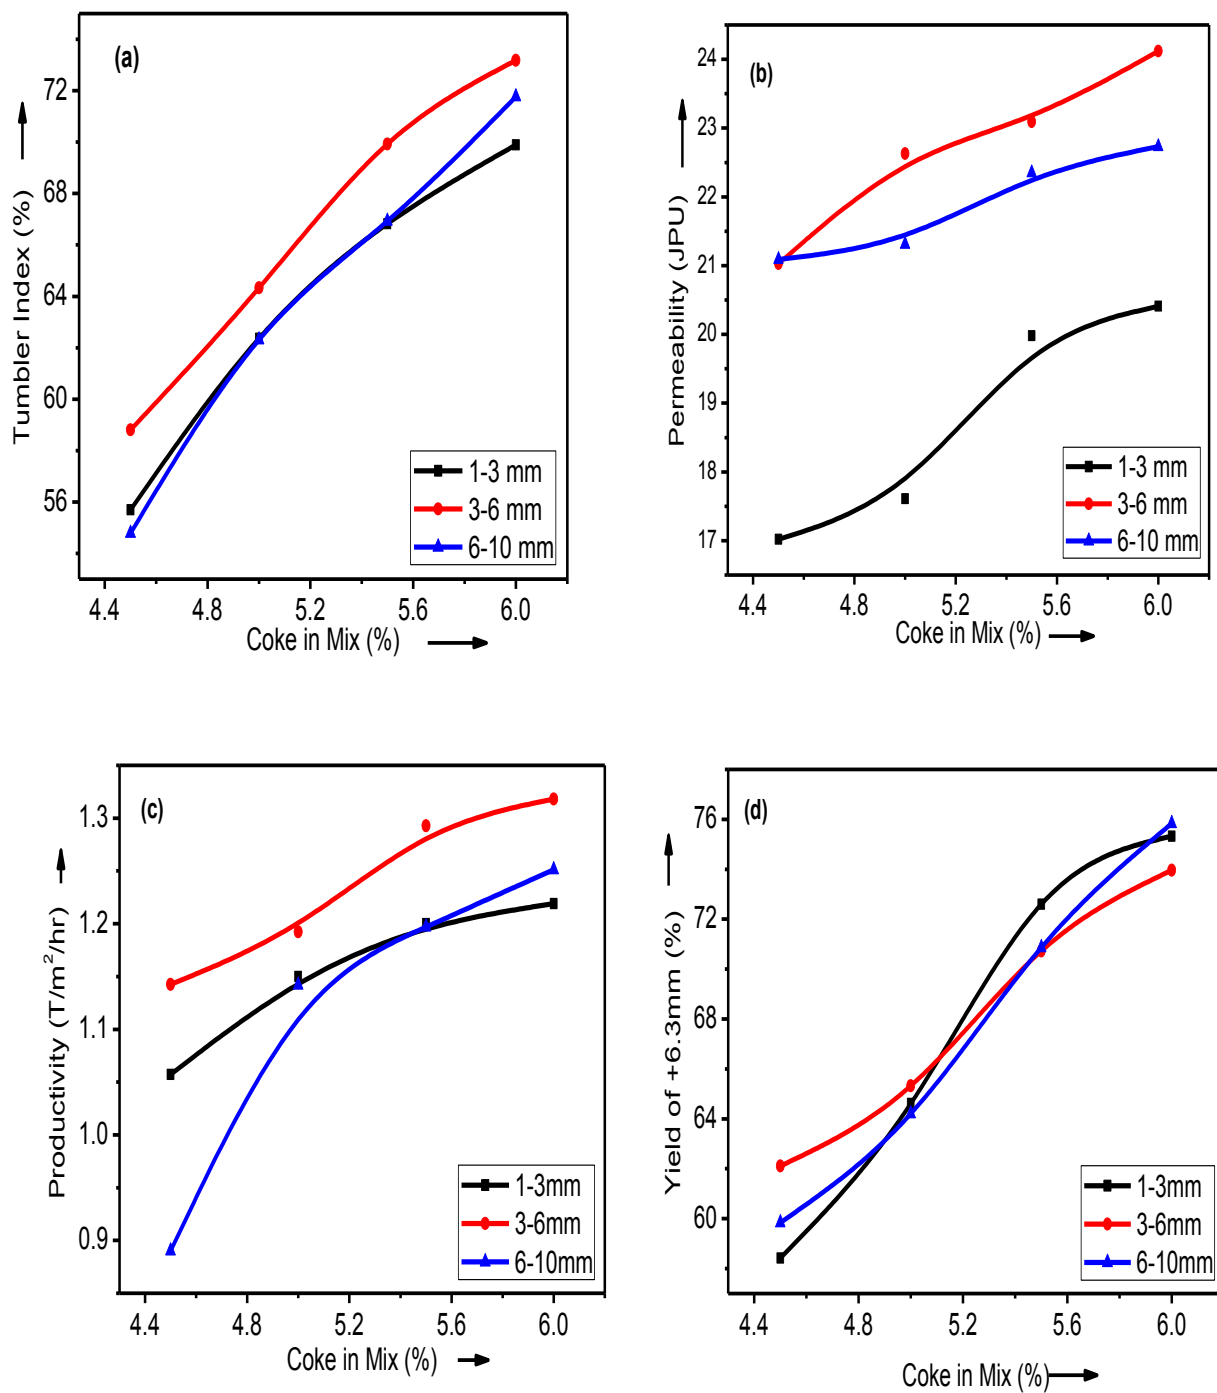 (a)
72
68
64
60
56
Tumbler Index (%)
1-3 mm
3-6 mm
6-10 mm
4.4 4.8 5.2 5.6 6.0
Coke in Mix (%)
(b)
24
23
22
21
20
19
18
17
Permeability (JPU)
1-3 mm
3-6 mm
6-10 mm
4.4 4.8 5.2 5.6 6.0
Coke in Mix (%)
(c)
1.3
1.2
1.1
1.0
0.9
Productivity (T/m²/hr)
1-3mm
3-6mm
6-10mm
4.4 4.8 5.2 5.6 6.0
Coke in Mix (%)
(d)
76
72
68
64
60
Yield of +6.3mm (%)
1-3mm
3-6mm
6-10mm
4.4 4.8 5.2 5.6 6.0
Coke in Mix (%)